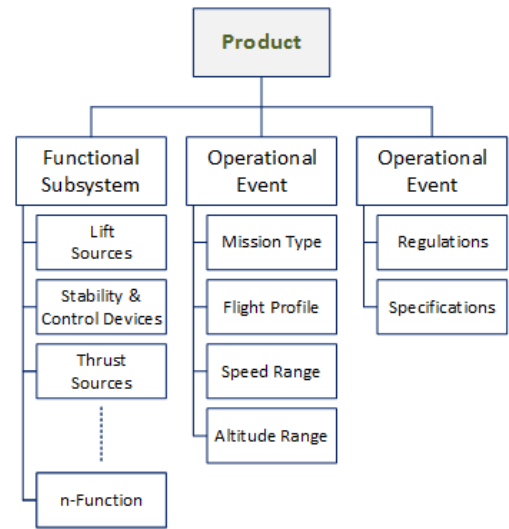 Product
Functional
Subsystem
Lift
Sources
Stability &
Control Devices
Thrust
Sources
n-Function
Operational
Event
Mission Type
Flight Profile
Speed Range
Altitude Range
Operational
Event
Regulations
Specifications